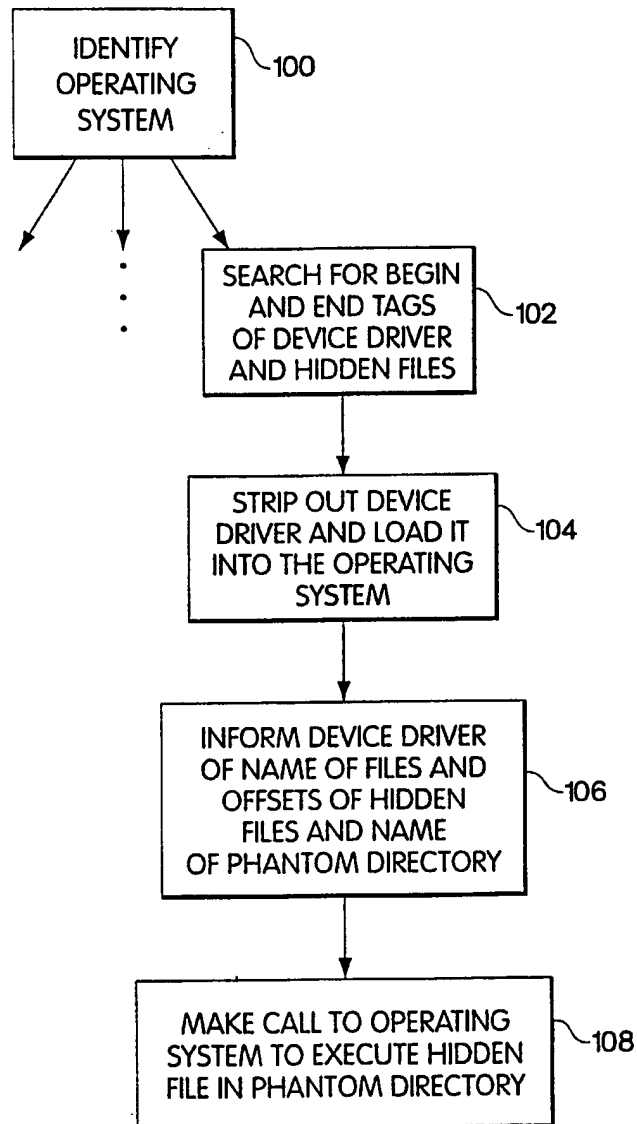 IDENTIFY
OPERATING
SYSTEM
100
SEARCH FOR BEGIN
AND END TAGS
OF DEVICE DRIVER
AND HIDDEN FILES
102
STRIP OUT DEVICE
DRIVER AND LOAD IT
INTO THE OPERATING
SYSTEM
104
INFORM DEVICE DRIVER
OF NAME OF FILES AND
OFFSETS OF HIDDEN
FILES AND NAME
OF PHANTOM DIRECTORY
106
MAKE CALL TO OPERATING
SYSTEM TO EXECUTE HIDDEN
FILE IN PHANTOM DIRECTORY
108